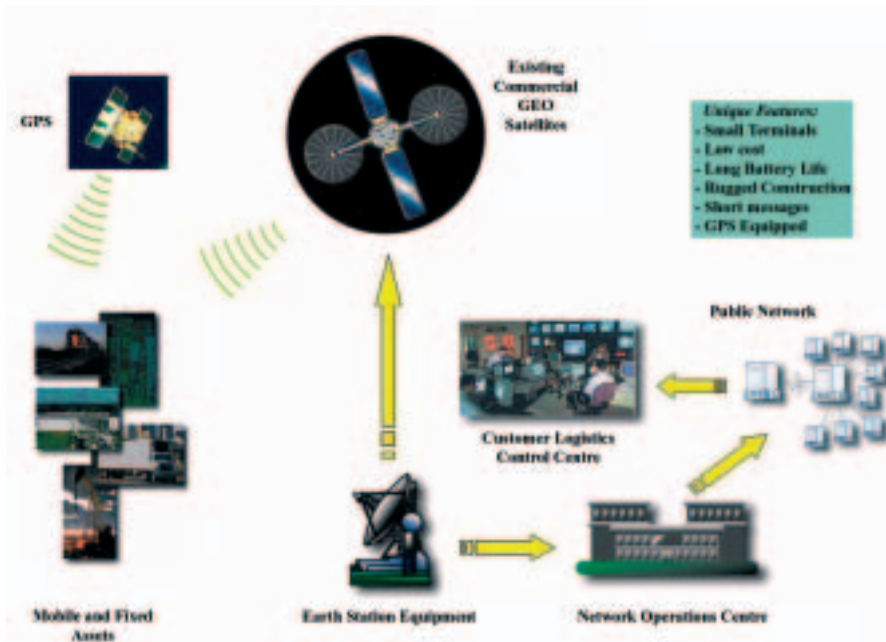 GPS
Existing
Commercial
GEO
Satellites
Unique Features:
- Small Terminals
- Low cost
- Long Battery Life
- Rugged Construction
- Short messages
- GPS Equipped
Public Network
Customer Logistics
Control Centre
Mobile and Fixed
Assets
Earth Station Equipment
Network Operations Centre